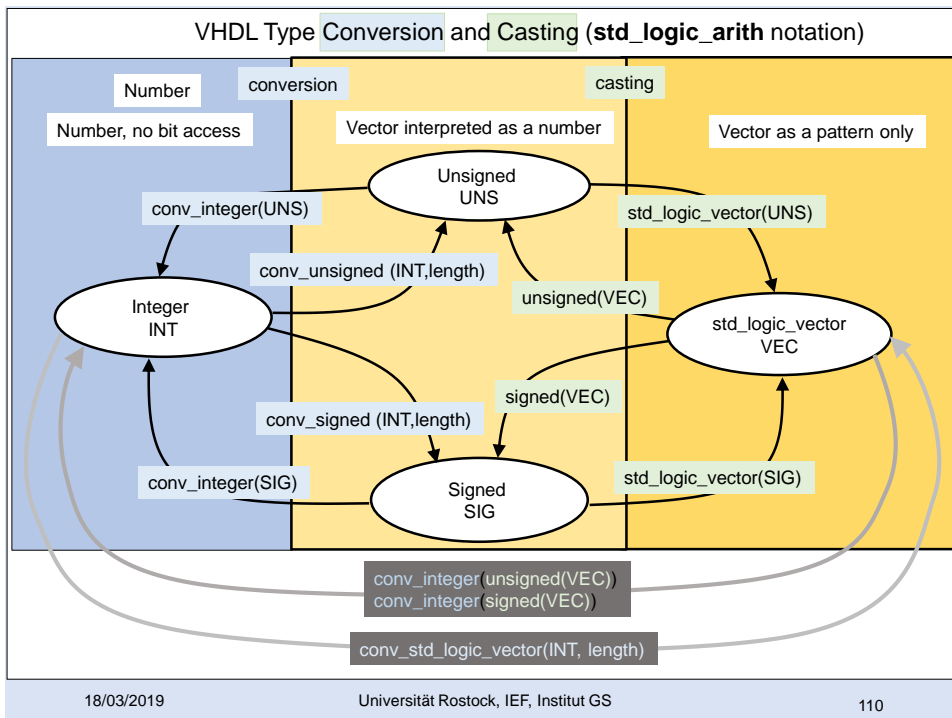 VHDL Type Conversion and Casting (std_logic_arith notation)
Number
conversion
casting
Number, no bit access
Vector interpreted as a number
Vector as a pattern only
Unsigned
UNS
conv_integer(UNS)
std_logic_vector(UNS)
conv_unsigned (INT,length)
unsigned(VEC)
Integer
INT
std_logic_vector
VEC
signed(VEC)
conv_signed (INT,length)
conv_integer(SIG)
Signed
SIG
std_logic_vector(SIG)
conv_integer(unsigned(VEC))
conv_integer(signed(VEC))
conv_std_logic_vector(INT, length)
18/03/2019
Universität Rostock, IEF, Institut GS
110